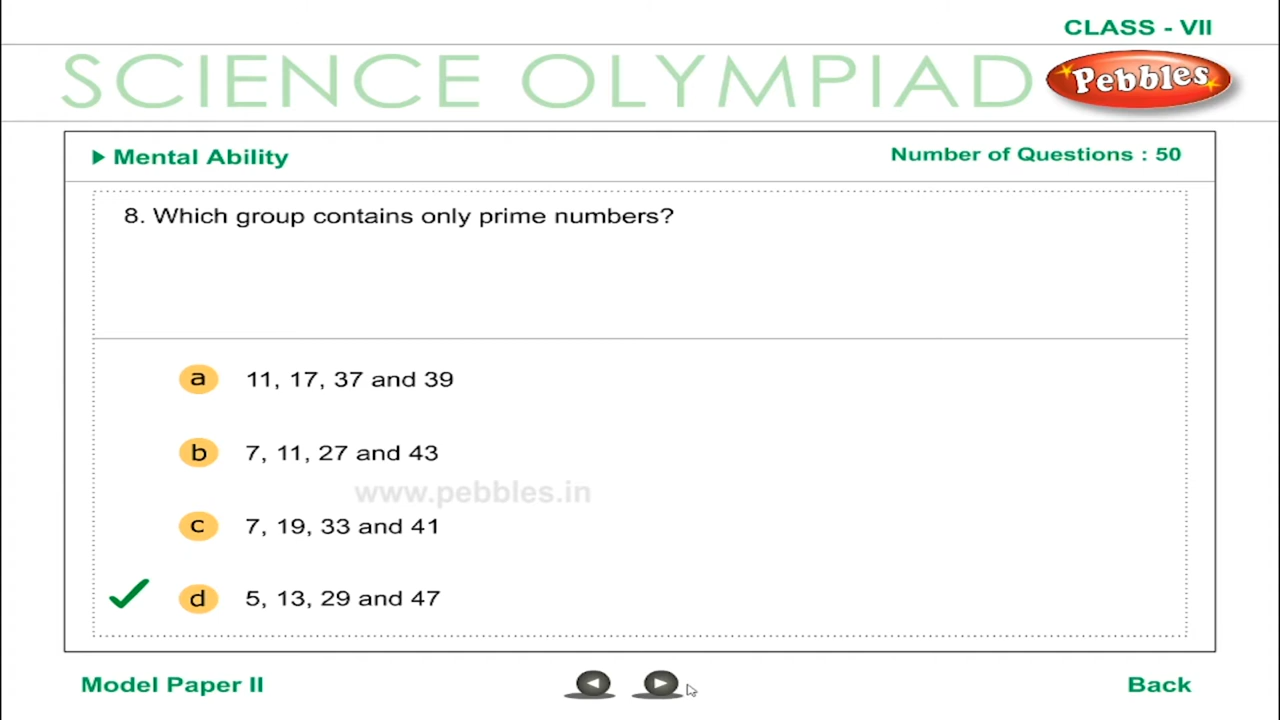 CLASS - VII
SCIENCE OLYMPIAD
Pebbles
Mental Ability
Number of Questions : 50
8. Which group contains only prime numbers?
a 11, 17, 37 and 39
b 7, 11, 27 and 43
www.pebbles.in
c 7, 19, 33 and 41
d 5, 13, 29 and 47
Model Paper II
Back